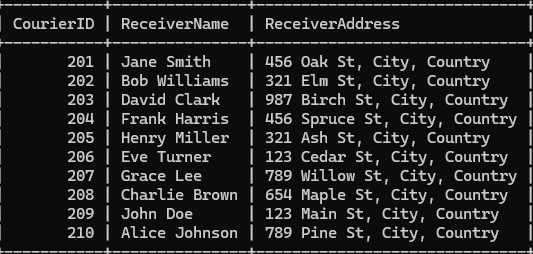 CourierID | ReceiverName | ReceiverAddress
201 | Jane Smith | 456 Oak St, City, Country
202 | Bob Williams | 321 Elm St, City, Country
203 | David Clark | 987 Birch St, City, Country
204 | Frank Harris | 456 Spruce St, City, Country
205 | Henry Miller | 321 Ash St, City, Country
206 | Eve Turner | 123 Cedar St, City, Country
207 | Grace Lee | 789 Willow St, City, Country
208 | Charlie Brown | 654 Maple St, City, Country
209 | John Doe | 123 Main St, City, Country
210 | Alice Johnson | 789 Pine St, City, Country